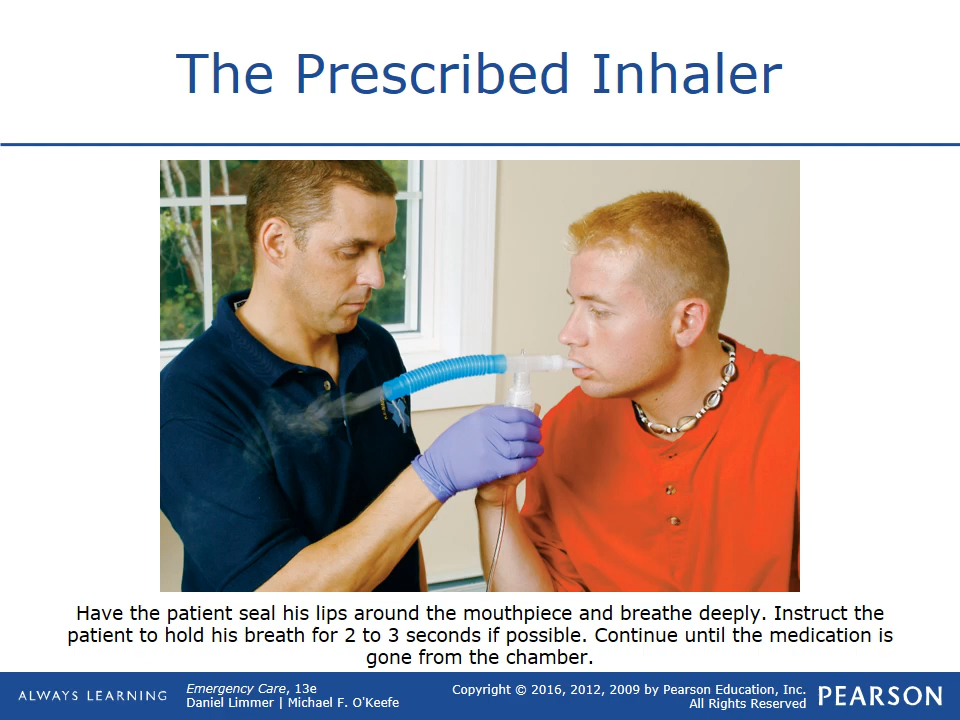 The Prescribed Inhaler
Have the patient seal his lips around the mouthpiece and breathe deeply. Instruct the
patient to hold his breath for 2 to 3 seconds if possible. Continue until the medication is
gone from the chamber.
ALWAYS LEARNING
Emergency Care, 13e
Daniel Limmer | Michael F. O'Keefe
Copyright © 2016, 2012, 2009 by Pearson Education, Inc.
All Rights Reserved
PEARSON